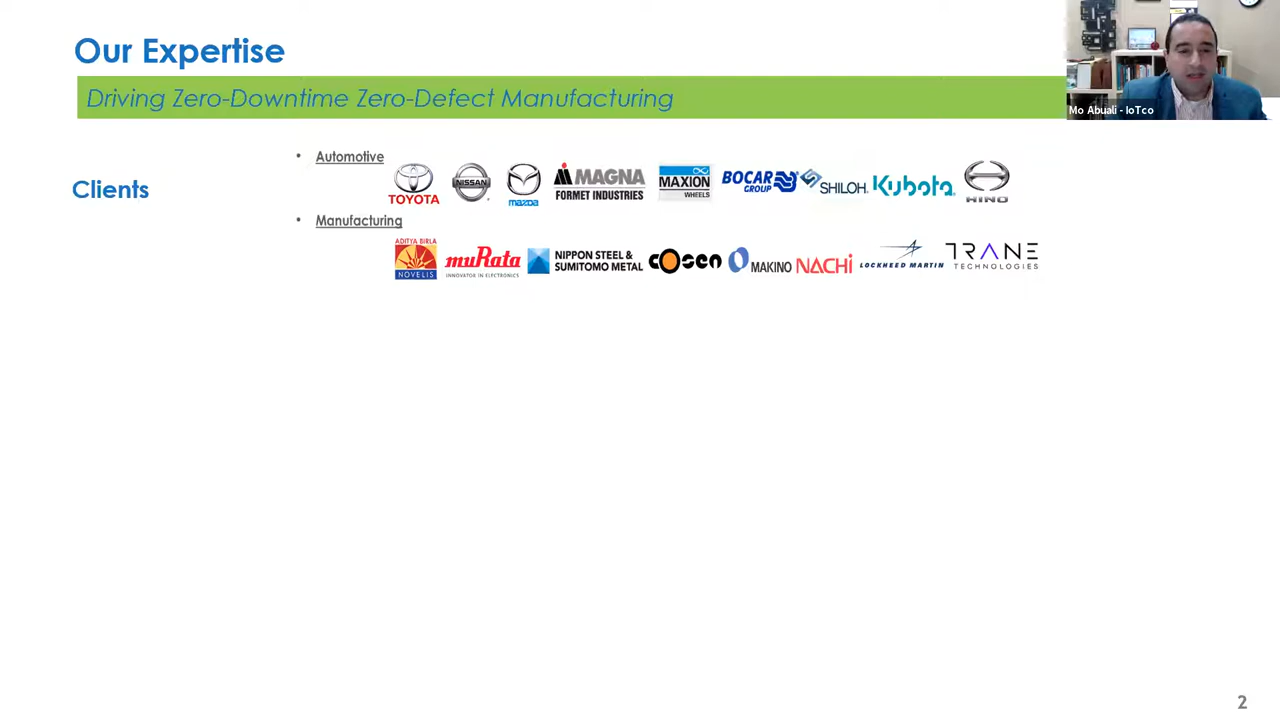 Our Expertise
Driving Zero-Downtime Zero-Defect Manufacturing
Mo Abuali - IoTco
Clients
• Automotive
TOYOTA
NISSAN
mazda
MAGNA
FORMET INDUSTRIES
MAXION
WHEELS
BOCAR
GROUP
SHILOH
Kubota
HINO
• Manufacturing
ADITYA BIRLA
NOVELIS
muRata
INNOVATOR IN ELECTRONICS
NIPPON STEEL &
SUMITOMO METAL
cosen
MAKINO
NACHi
LOCKHEED MARTIN
TRANE
TECHNOLOGIES
2